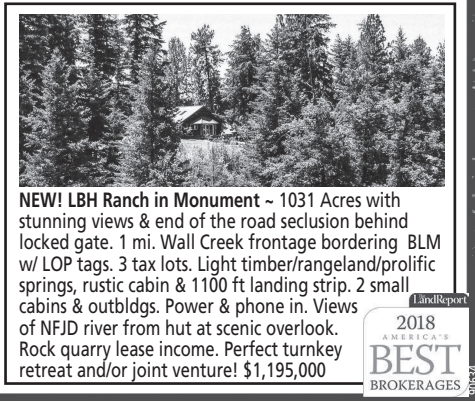 NEW! LBH Ranch in Monument ~ 1031 Acres with
stunning views & end of the road seclusion behind
locked gate. 1 mi. Wall Creek frontage bordering BLM
w/ LOP tags. 3 tax lots. Light timber/rangeland/prolific
springs, rustic cabin & 1100 ft landing strip. 2 small
cabins & outbldgs. Power & phone in. Views
of NFJD river from hut at scenic overlook.
Rock quarry lease income. Perfect turnkey
retreat and/or joint venture! $1,195,000
The LandReport
2018
AMERICA'S
BEST
BROKERAGES